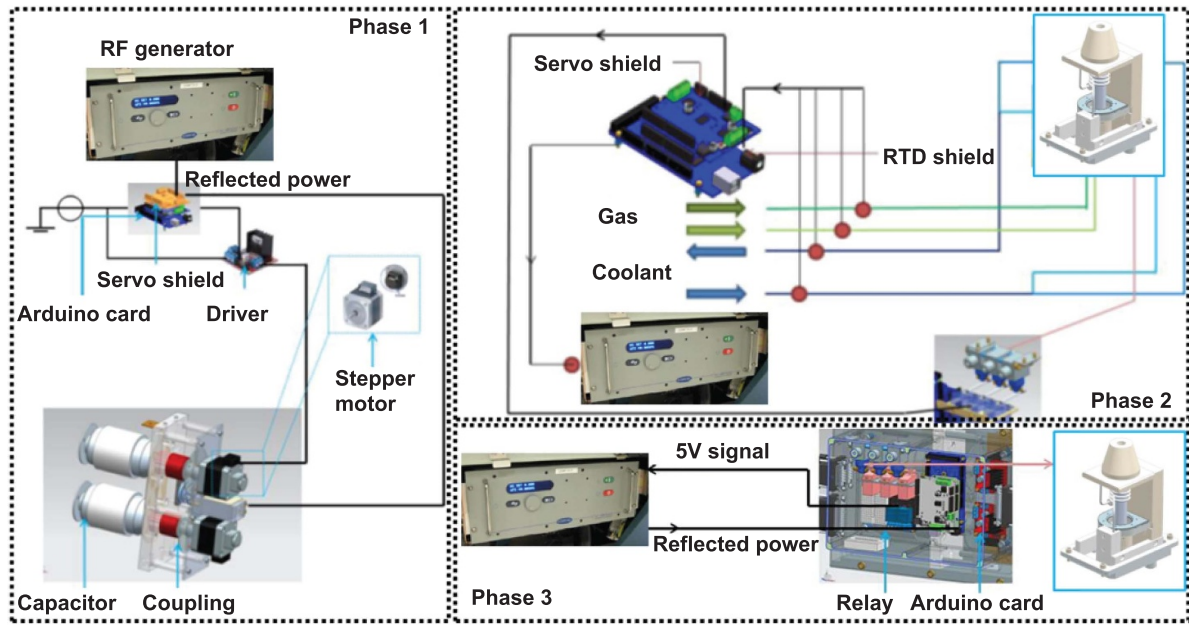 Phase 1
RF generator
Reflected power
Servo shield
Arduino card
Driver
Stepper
motor
Capacitor
Coupling
Servo shield
RTD shield
Gas
Coolant
Phase 2
5V signal
Reflected power
Phase 3
Relay
Arduino card